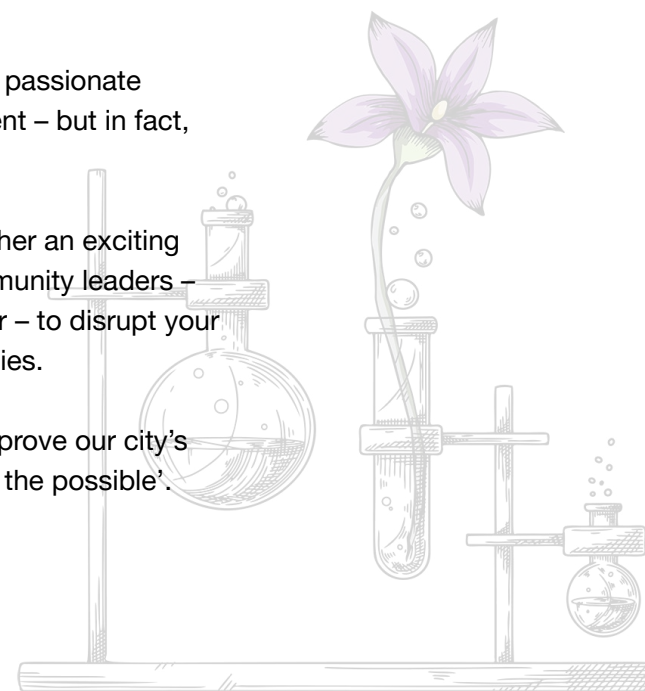 passionate
ent – but in fact,
her an exciting
munity leaders –
r – to disrupt your
ies.
prove our city's
the possible’.